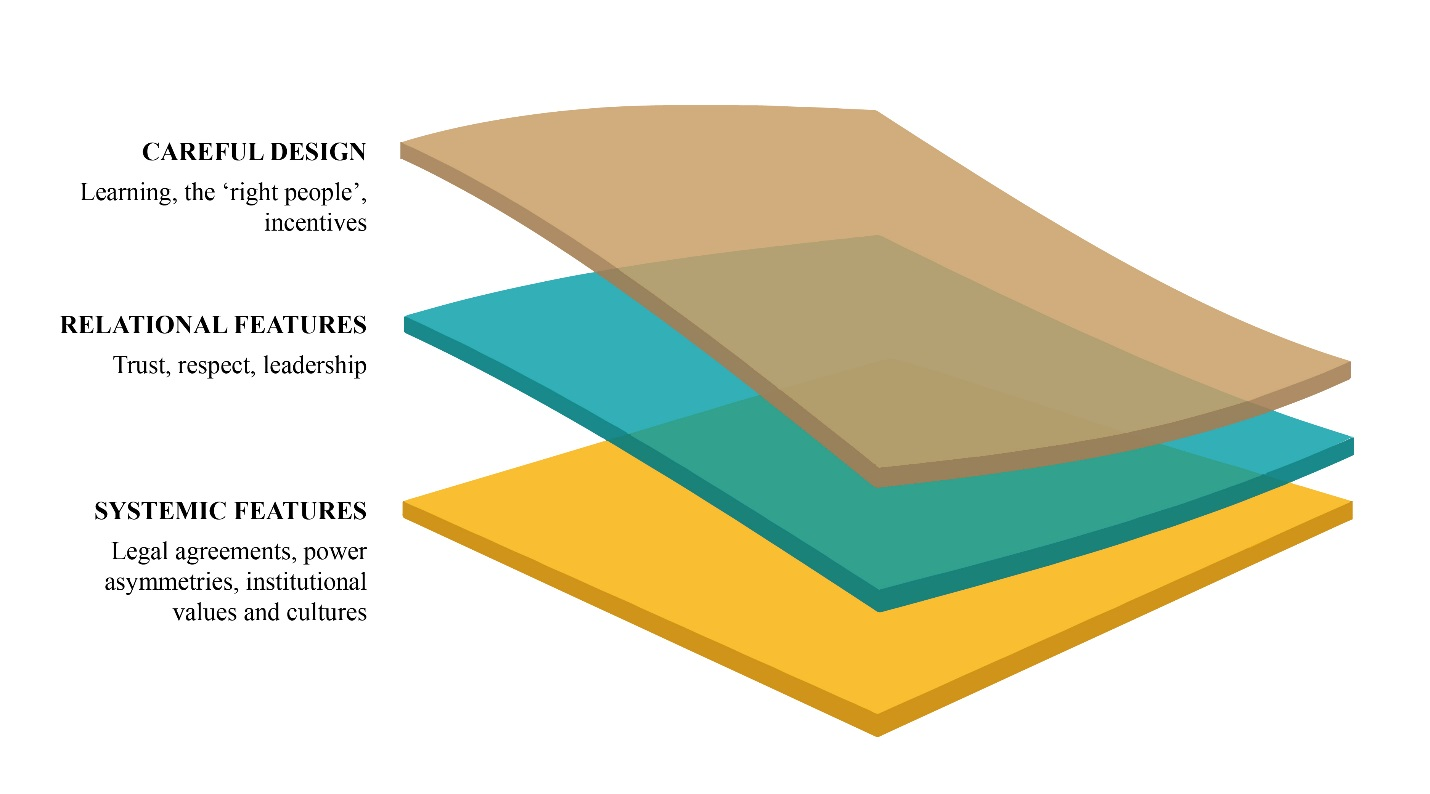 CAREFUL DESIGN
Learning, the ‘right people’,
incentives
RELATIONAL FEATURES
Trust, respect, leadership
SYSTEMIC FEATURES
Legal agreements, power
asymmetries, institutional
values and cultures